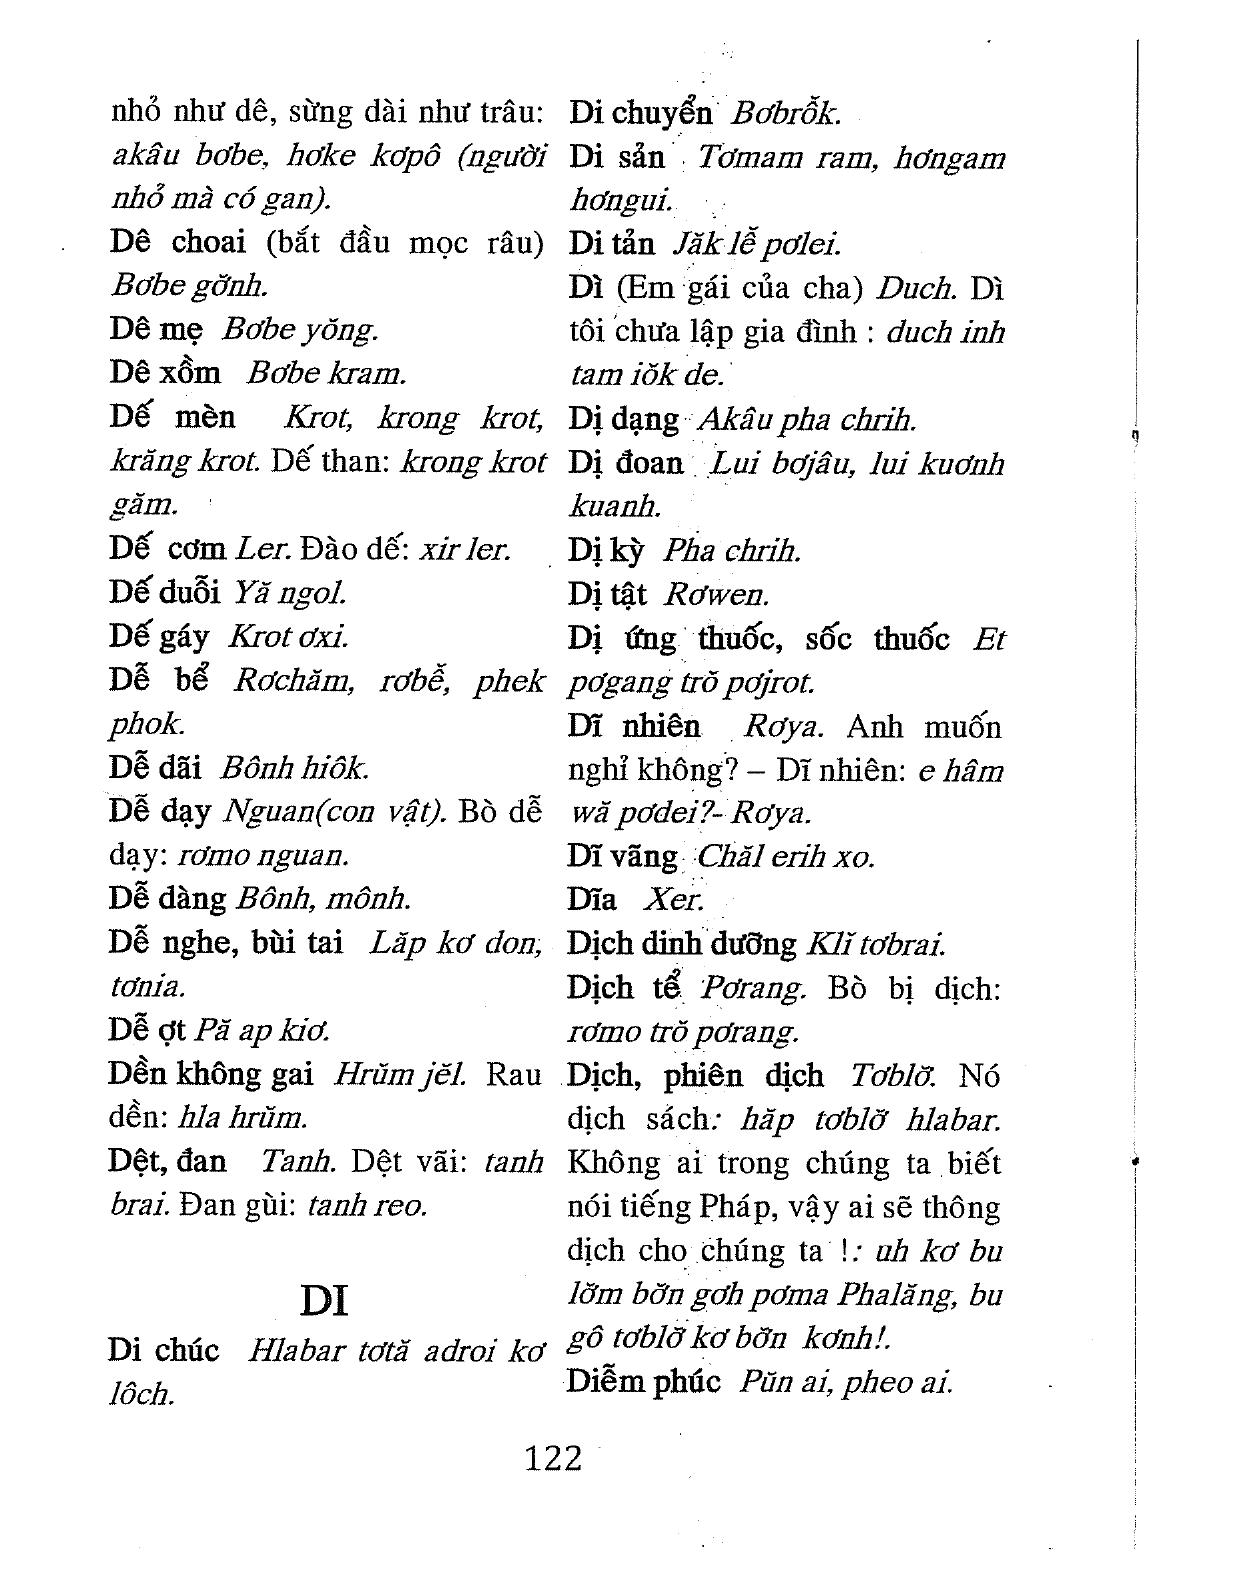 nhỏ như dê, sừng dài như trâu:
akâu bơbe, hơke kơpô (người
nhỏ mà có gan).
Dê choai (bắt đầu mọc râu)
Bơbe gơ̆nh.
Dê mẹ Bơbe yŏng.
Dê xồm Bơbe kram.
Dế mèn Krot, krong krot,
krăng krot. Dế than: krong krot
găm.
Dế cơm Ler. Đào dế: xir ler.
Dế duỗi Yă ngol.
Dế gáy Krot ơxi.
Dễ bể Rơchăm, rơbê̆, phek
phok.
Dễ dãi Bônh hiôk.
Dễ dạy Nguan(con vật). Bò dễ
dạy: rơmo nguan.
Dễ dàng Bônh, mônh.
Dễ nghe, bùi tai Lăp kơ don,
tơnia.
Dễ ợt Pă ap kiơ.
Dền không gai Hrŭm jĕl. Rau
dền: hla hrŭm.
Dệt, đan Tanh. Dệt vãi: tanh
brai. Đan gùi: tanh reo.
DI
Di chúc Hlabar tơtă adroi kơ
lôch.
Di chuyển Bơbrô̆k.
Di sản Tơmam ram, hơngam
hơngui.
Di tản Jăk lê̆ pơlei.
Dì (Em gái của cha) Duch. Dì
tôi chưa lập gia đình : duch inh
tam iŏk de.
Dị dạng Akâu pha chrih.
Dị đoan Lui bơjâu, lui kuơnh
kuanh.
Dị kỳ Pha chrih.
Dị tật Rơwen.
Dị ứng thuốc, sốc thuốc Et
pơgang trŏ pơjrot.
Dĩ nhiên Rơya. Anh muốn
nghỉ không? – Dĩ nhiên: e hâm
wă pơdei?- Rơya.
Dĩ vãng Chăl erih xo.
Dĩa Xer.
Dịch dinh dưỡng Klĭ tơbrai.
Dịch tể Pơrang. Bò bị dịch:
rơmo trŏ pơrang.
Dịch, phiên dịch Tơblơ̆. Nó
dịch sách: hăp tơblơ̆ hlabar.
Không ai trong chúng ta biết
nói tiếng Pháp, vậy ai sẽ thông
dịch cho chúng ta !: uh kơ bu
lơ̆m bơ̆n gơh pơma Phalăng, bu
gô tơblơ̆ kơ bơ̆n kơnh!.
Diễm phúc Pŭn ai, pheo ai.
122